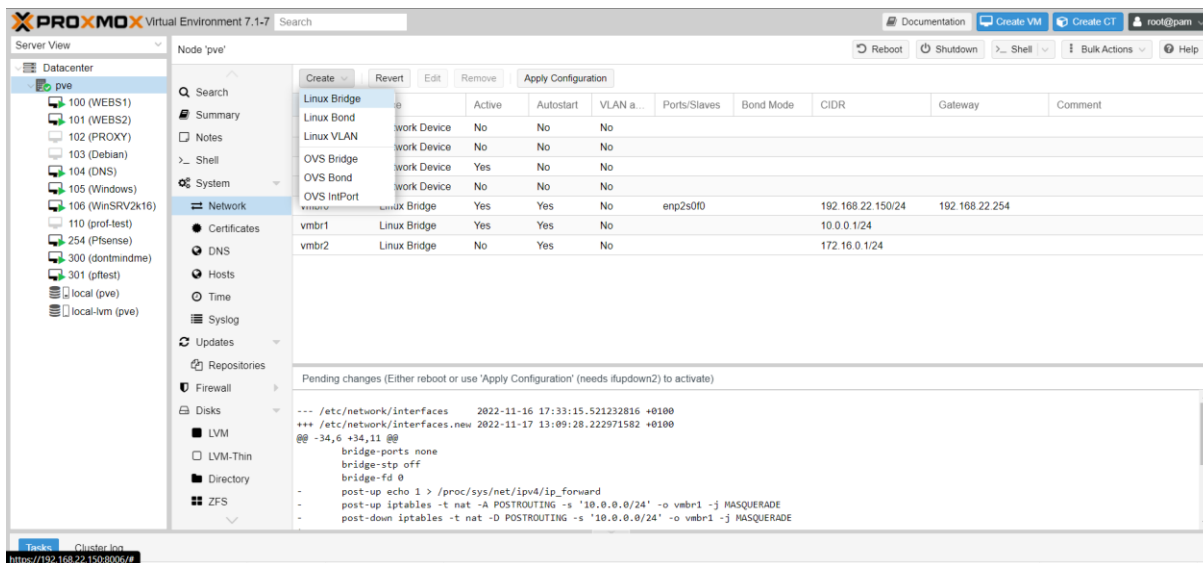 PROXMOX Virtual Environment 7.1-7 Search Documentation Create VM Create CT root@pam
Server View
Node 'pve' Reboot Shutdown >_ Shell Bulk Actions Help
Datacenter
pve
100 (WEBS1)
101 (WEBS2)
102 (PROXY)
103 (Debian)
104 (DNS)
105 (Windows)
106 (WinSRV2k16)
110 (prof-test)
254 (Pfsense)
300 (dontmindme)
301 (pftest)
local (pve)
local-lvm (pve)
Search
Summary
Notes
>_ Shell
System
Network
Certificates
DNS
Hosts
Time
Syslog
Updates
Repositories
Firewall
Disks
LVM
LVM-Thin
Directory
ZFS
Create Revert Edit Remove Apply Configuration
Linux Bridge
Linux Bond
Linux VLAN
OVS Bridge
OVS Bond
OVS IntPort
Active Autostart VLAN a... Ports/Slaves Bond Mode CIDR Gateway Comment
Device No No No
Device No No No
Device Yes No No
Device No No No
vmbr0 Linux Bridge Yes Yes No enp2s0f0 192.168.22.150/24 192.168.22.254
vmbr1 Linux Bridge Yes Yes No 10.0.0.1/24
vmbr2 Linux Bridge No Yes No 172.16.0.1/24
Pending changes (Either reboot or use 'Apply Configuration' (needs ifupdown2) to activate)
--- /etc/network/interfaces 2022-11-16 17:33:15.521232816 +0100
+++ /etc/network/interfaces.new 2022-11-17 13:09:28.222971582 +0100
@@ -34,6 +34,11 @@
bridge-ports none
bridge-stp off
bridge-fd 0
- post-up echo 1 > /proc/sys/net/ipv4/ip_forward
- post-up iptables -t nat -A POSTROUTING -s '10.0.0.0/24' -o vmbr1 -j MASQUERADE
- post-down iptables -t nat -D POSTROUTING -s '10.0.0.0/24' -o vmbr1 -j MASQUERADE
Tasks Cluster log
https://192.168.22.150:8006/#